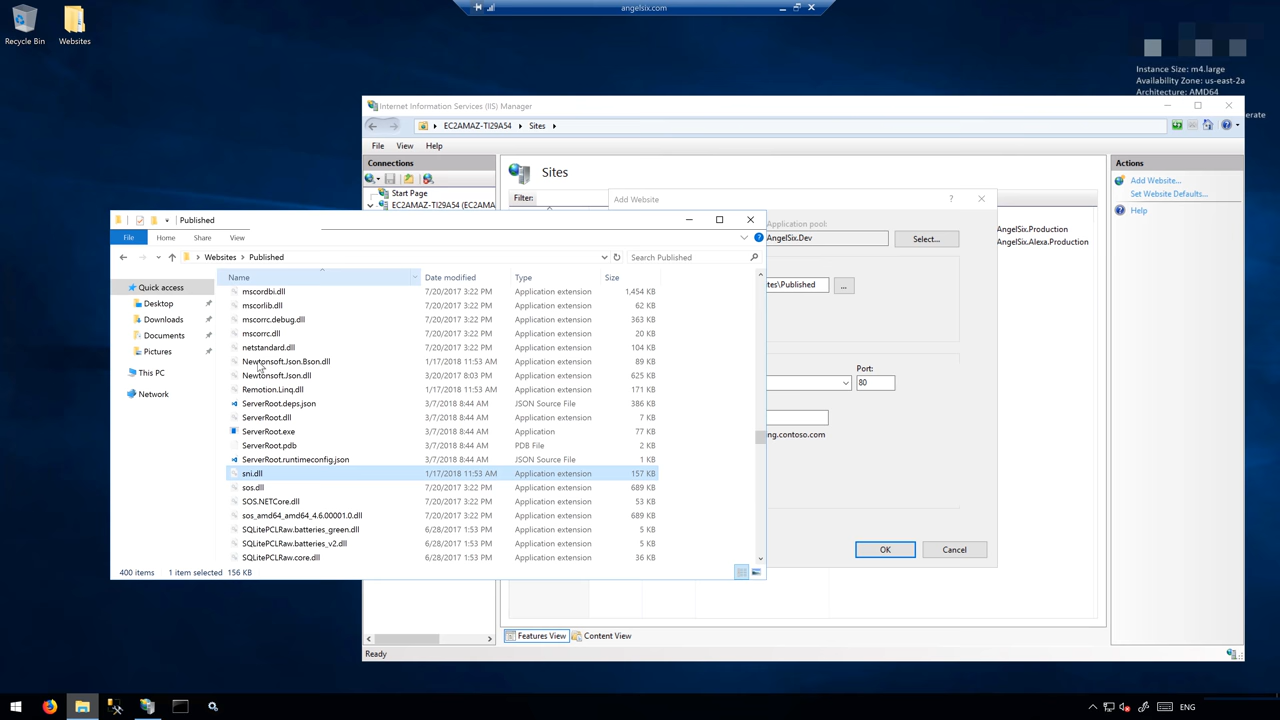 angelsix.com
Recycle Bin
Websites
Instance Size: m4.large
Availability Zone: us-east-2a
Architecture: AMD64
erate
Internet Information Services (IIS) Manager
EC2AMAZ-TI29A54
Sites
File
View
Help
Connections
Start Page
EC2AMAZ-TI29A54 (EC2AMAZ
Sites
Filter:
Actions
Add Website...
Set Website Defaults...
Help
AngelSix.Production
AngelSix.Alexa.Production
Add Website
?
Application pool:
AngelSix.Dev
Select...
tes\Published
...
Port:
80
ng.contoso.com
OK
Cancel
Features View
Content View
Ready
Published
File
Home
Share
View
Websites
Published
Search Published
Quick access
Desktop
Downloads
Documents
Pictures
This PC
Network
Name Date modified Type Size
mscordbi.dll 7/20/2017 3:22 PM Application extension 1,454 KB
mscorlib.dll 7/20/2017 3:22 PM Application extension 62 KB
mscorrc.debug.dll 7/20/2017 3:22 PM Application extension 363 KB
mscorrc.dll 7/20/2017 3:22 PM Application extension 20 KB
netstandard.dll 7/20/2017 3:22 PM Application extension 104 KB
Newtonsoft.Json.Bson.dll 1/17/2018 11:53 AM Application extension 89 KB
Newtonsoft.Json.dll 3/20/2017 8:03 PM Application extension 625 KB
Remotion.Linq.dll 1/17/2018 11:53 AM Application extension 171 KB
ServerRoot.deps.json 3/7/2018 8:44 AM JSON Source File 386 KB
ServerRoot.dll 3/7/2018 8:44 AM Application extension 7 KB
ServerRoot.exe 3/7/2018 8:44 AM Application 77 KB
ServerRoot.pdb 3/7/2018 8:44 AM PDB File 2 KB
ServerRoot.runtimeconfig.json 3/7/2018 8:44 AM JSON Source File 1 KB
sni.dll 1/17/2018 11:53 AM Application extension 157 KB
sos.dll 7/20/2017 3:22 PM Application extension 689 KB
SOS.NETCore.dll 7/20/2017 3:22 PM Application extension 53 KB
sos_amd64_amd64_4.6.00001.0.dll 7/20/2017 3:22 PM Application extension 689 KB
SQLitePCLRaw.batteries_green.dll 6/28/2017 1:53 PM Application extension 5 KB
SQLitePCLRaw.batteries_v2.dll 6/28/2017 1:53 PM Application extension 5 KB
SQLitePCLRaw.core.dll 6/28/2017 1:53 PM Application extension 36 KB
400 items 1 item selected 156 KB
ENG